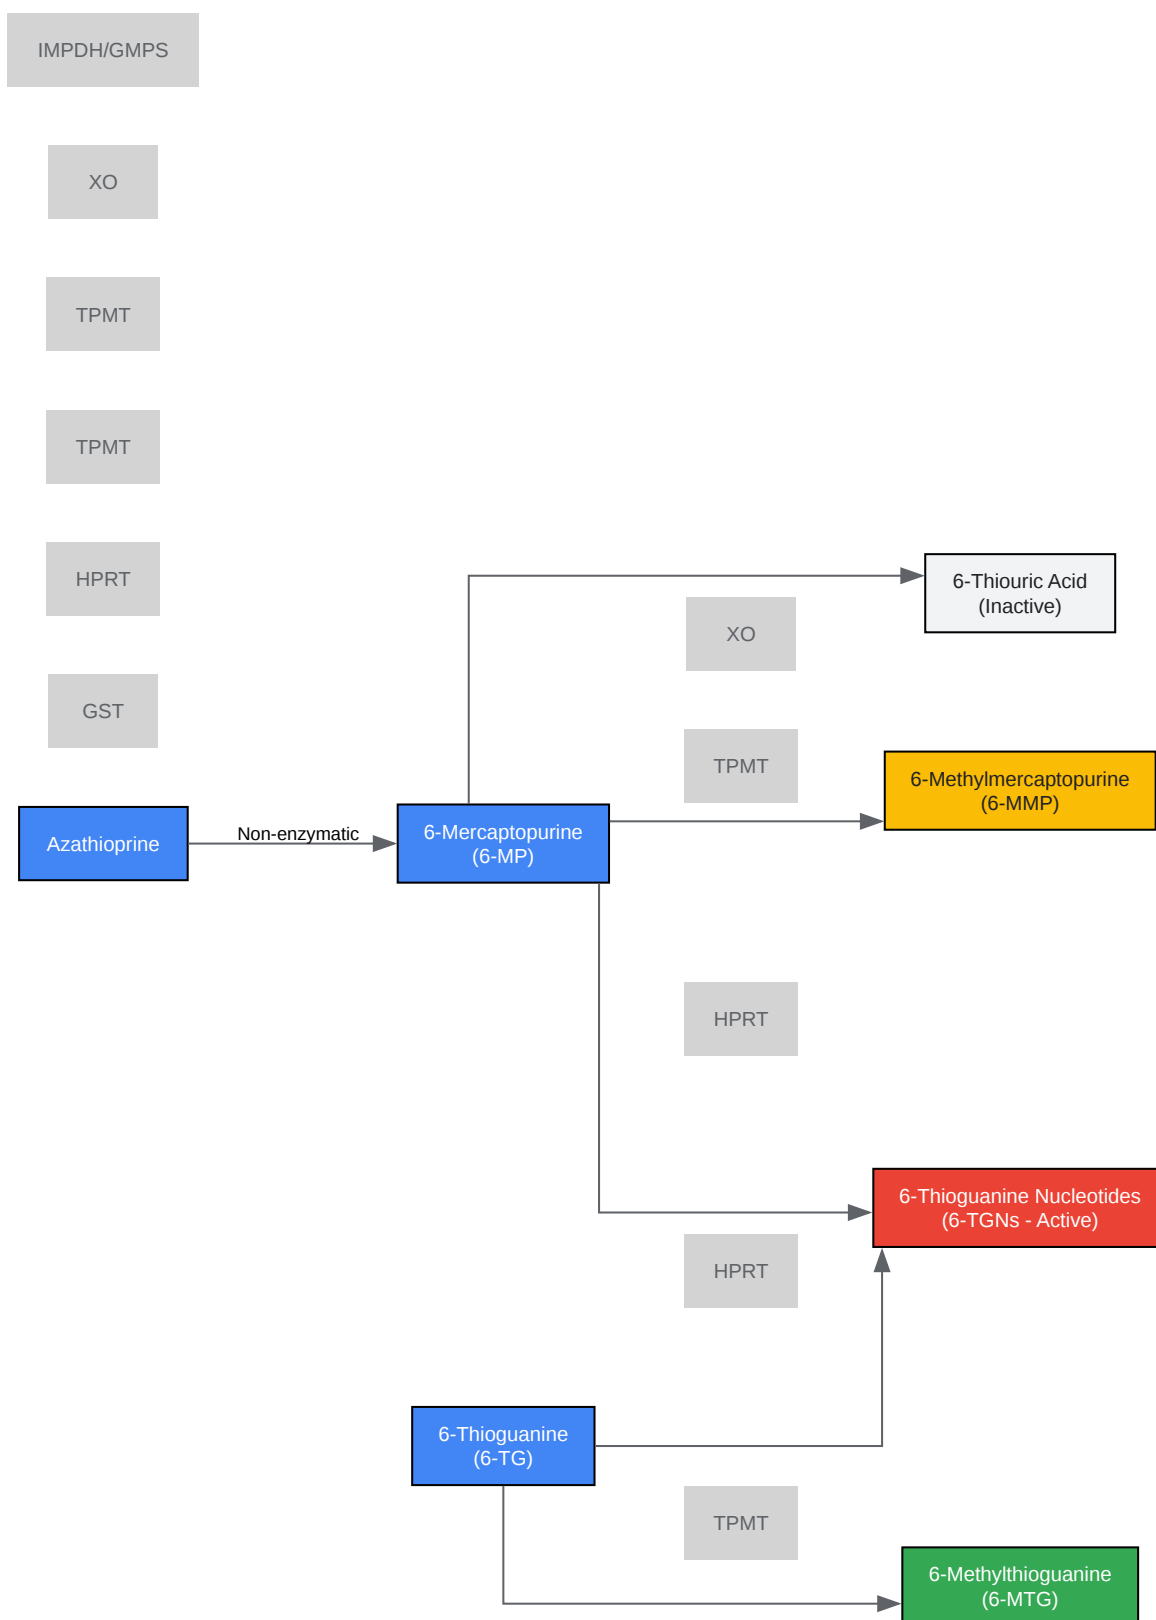 IMPDH/GMPS
XO
TPMT
TPMT
HPRT
GST
Azathioprine
Non-enzymatic
6-Mercaptopurine
(6-MP)
6-Thiouric Acid
(Inactive)
XO
TPMT
6-Methylmercaptopurine
(6-MMP)
HPRT
6-Thioguanine Nucleotides
(6-TGNs - Active)
HPRT
6-Thioguanine
(6-TG)
TPMT
6-Methylthioguanine
(6-MTG)